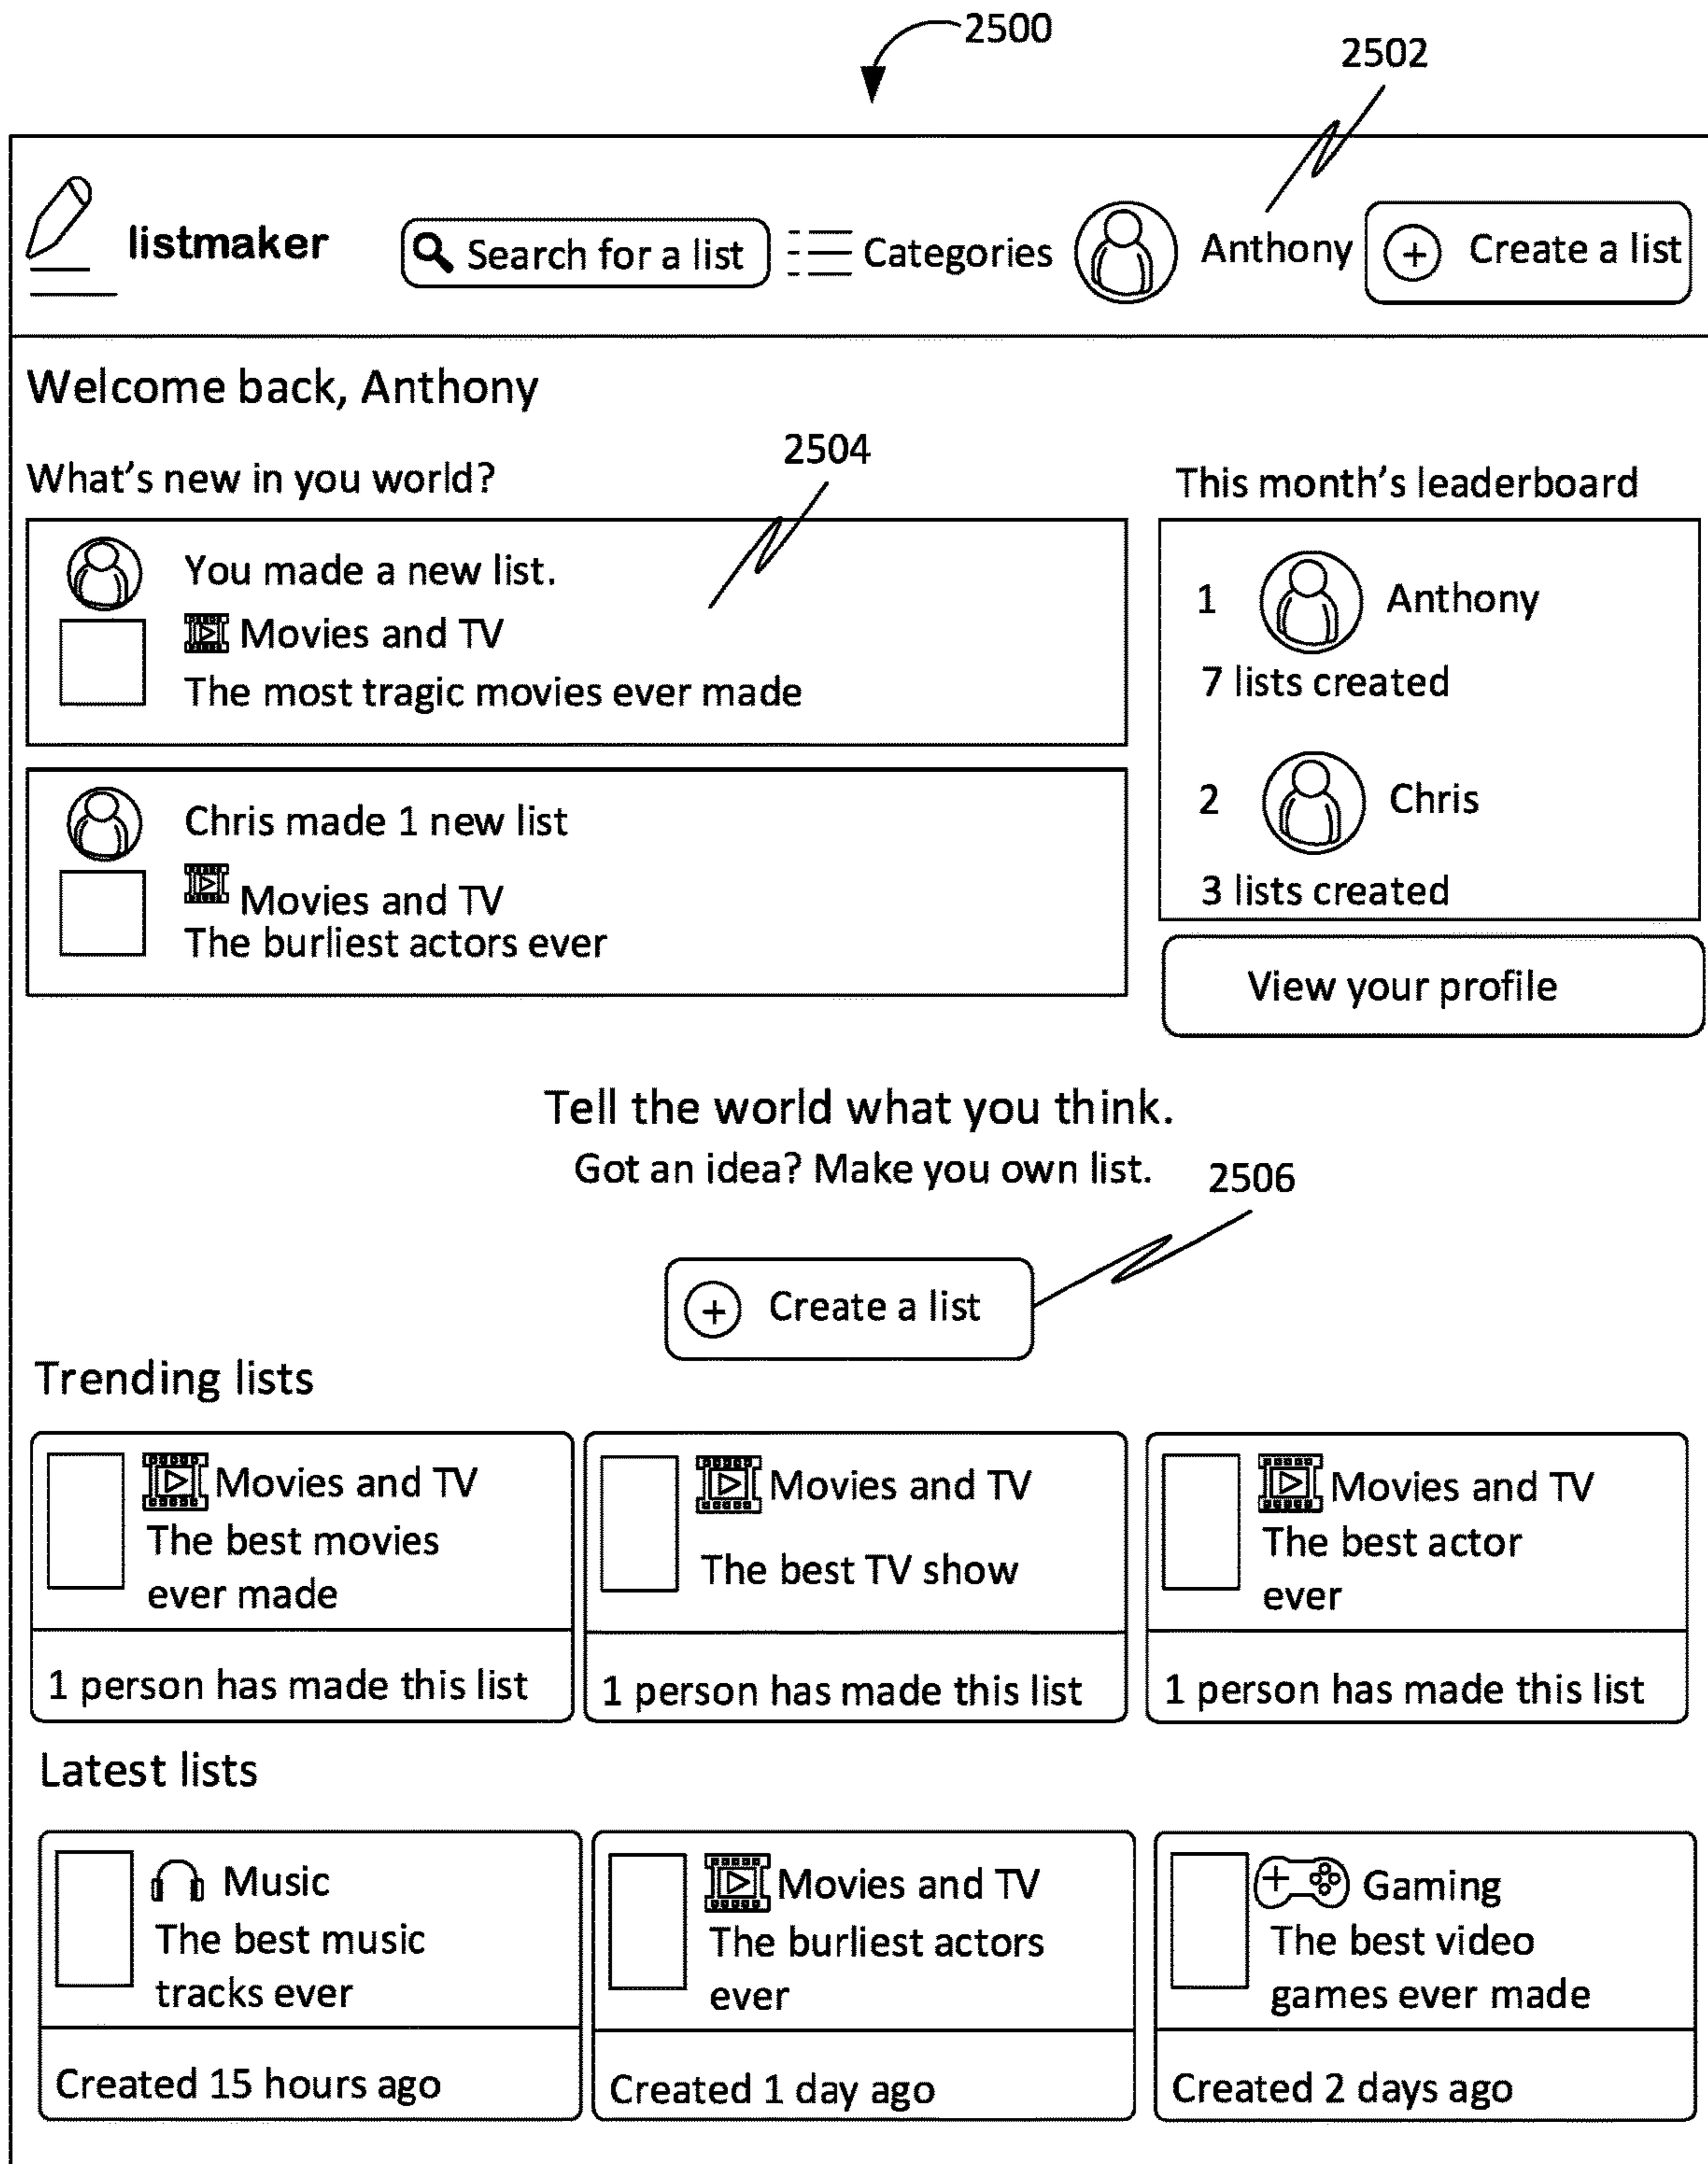 2500
2502
listmaker
Search for a list
Categories
Anthony
Create a list
Welcome back, Anthony
2504
What's new in you world?
This month's leaderboard
You made a new list.
Movies and TV
The most tragic movies ever made
Chris made 1 new list
Movies and TV
The burliest actors ever
1 Anthony
7 lists created
2 Chris
3 lists created
View your profile
Tell the world what you think.
Got an idea? Make you own list.
2506
Create a list
Trending lists
Movies and TV
The best movies
ever made
1 person has made this list
Movies and TV
The best TV show
1 person has made this list
Movies and TV
The best actor
ever
1 person has made this list
Latest lists
Music
The best music
tracks ever
Created 15 hours ago
Movies and TV
The burliest actors
ever
Created 1 day ago
Gaming
The best video
games ever made
Created 2 days ago